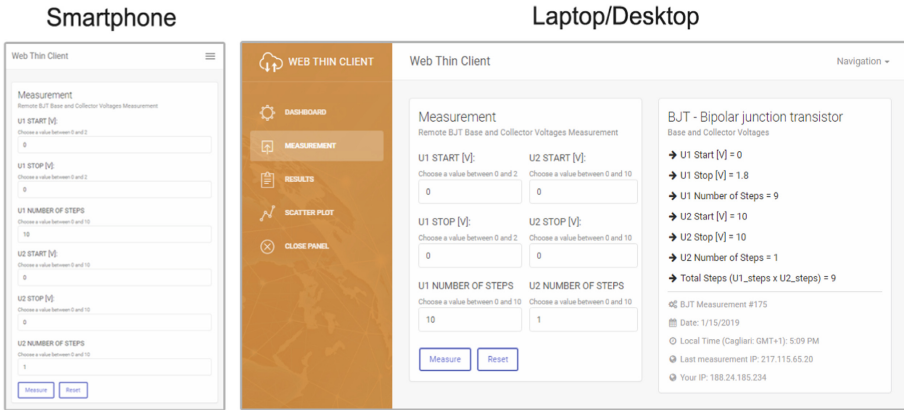 Smartphone
Web Thin Client
Measurement
Remote BJT Base and Collector Voltages Measurement
U1 START [V]:
Choose a value between 0 and 2
0
U1 STOP [V]:
Choose a value between 0 and 2
0
U1 NUMBER OF STEPS
Choose a value between 0 and 10
10
U2 START [V]:
Choose a value between 0 and 10
0
U2 STOP [V]:
Choose a value between 0 and 10
0
U2 NUMBER OF STEPS
Choose a value between 0 and 10
1
Measure Reset
Laptop/Desktop
WEB THIN CLIENT
DASHBOARD
MEASUREMENT
RESULTS
SCATTER PLOT
CLOSE PANEL
Web Thin Client Navigation
Measurement
Remote BJT Base and Collector Voltages Measurement
U1 START [V]: U2 START [V]:
Choose a value between 0 and 2 Choose a value between 0 and 10
0 0
U1 STOP [V]: U2 STOP [V]:
Choose a value between 0 and 2 Choose a value between 0 and 10
0 0
U1 NUMBER OF STEPS U2 NUMBER OF STEPS
Choose a value between 0 and 10 Choose a value between 0 and 10
10 1
Measure Reset
BJT - Bipolar junction transistor
Base and Collector Voltages
→ U1 Start [V] = 0
→ U1 Stop [V] = 1.8
→ U1 Number of Steps = 9
→ U2 Start [V] = 10
→ U2 Stop [V] = 10
→ U2 Number of Steps = 1
→ Total Steps (U1_steps x U2_steps) = 9
BJT Measurement #175
Date: 1/15/2019
Local Time (Cagliari: GMT+1): 5:09 PM
Last measurement IP: 217.115.65.20
Your IP: 188.24.185.234